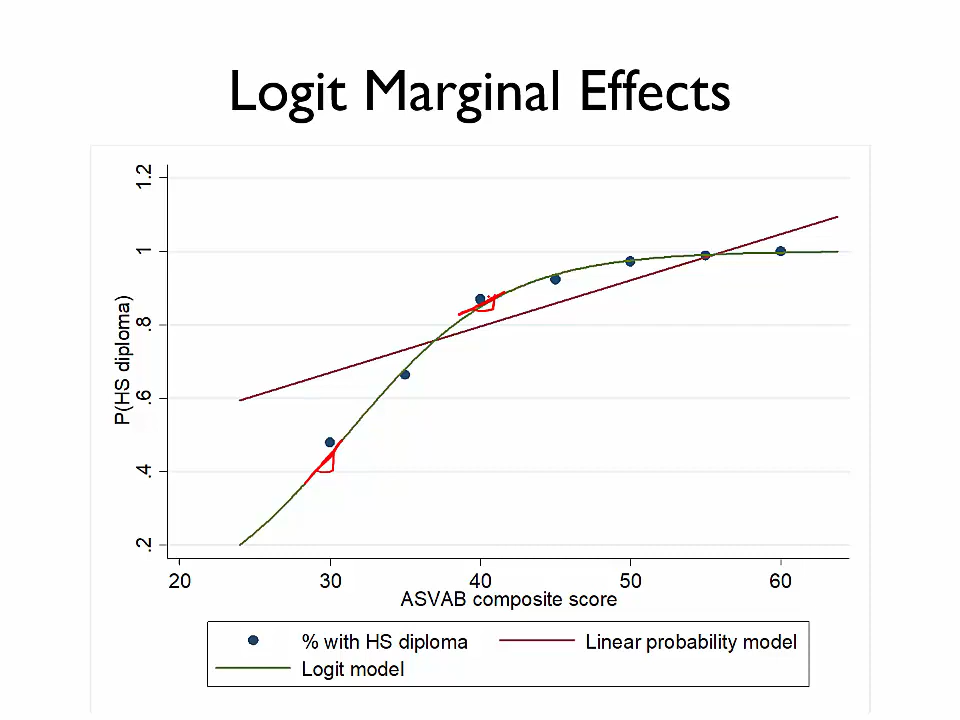 Logit Marginal Effects
1.2
1
.8
.6
.4
.2
P(HS diploma)
20 30 40 50 60
ASVAB composite score
% with HS diploma Linear probability model
Logit model